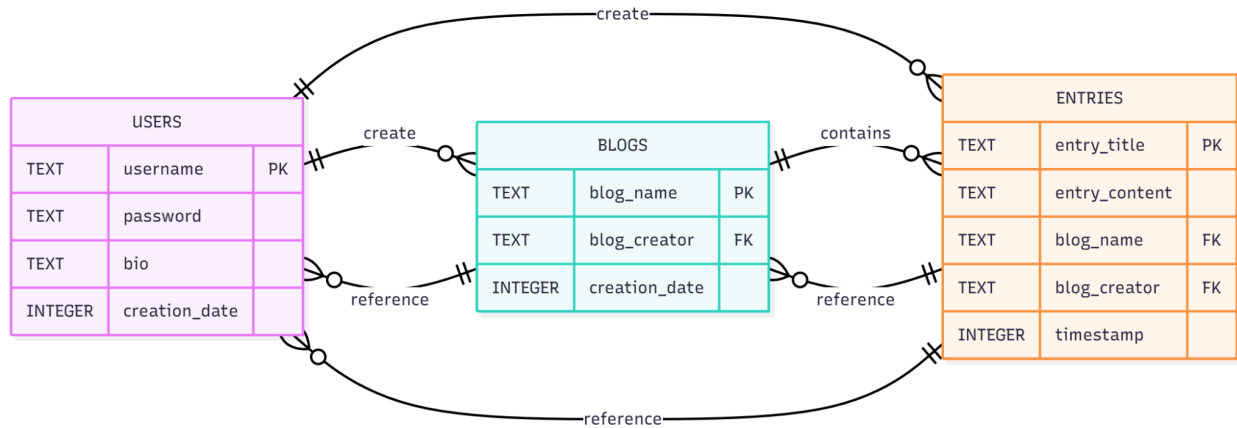 create
USERS
TEXT username PK
TEXT password
TEXT bio
INTEGER creation_date
create
reference
BLOGS
TEXT blog_name PK
TEXT blog_creator FK
INTEGER creation_date
contains
reference
ENTRIES
TEXT entry_title PK
TEXT entry_content
TEXT blog_name FK
TEXT blog_creator FK
INTEGER timestamp
reference